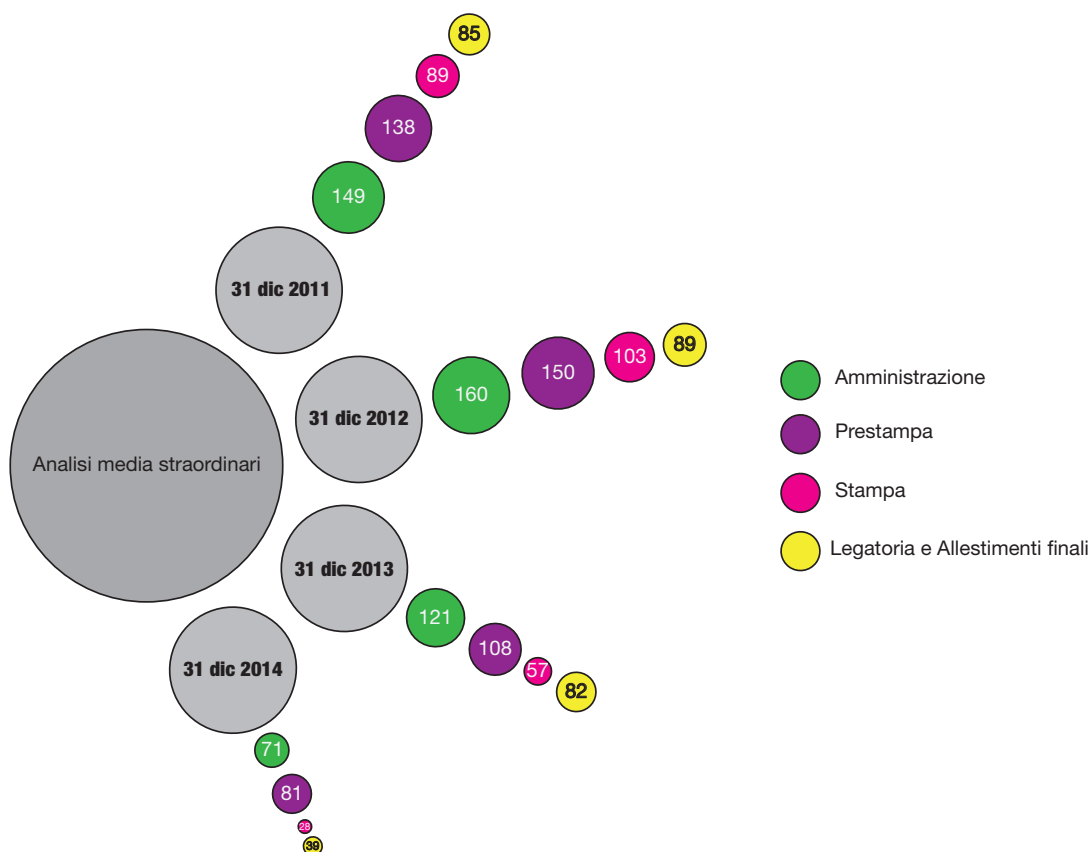 85
89
138
149
31 dic 2011
89
103
150
160
31 dic 2012
Amministrazione
Prestampa
Analisi media straordinari
Stampa
Legatoria e Allestimenti finali
31 dic 2013
121
108
57
82
31 dic 2014
71
81
28
39